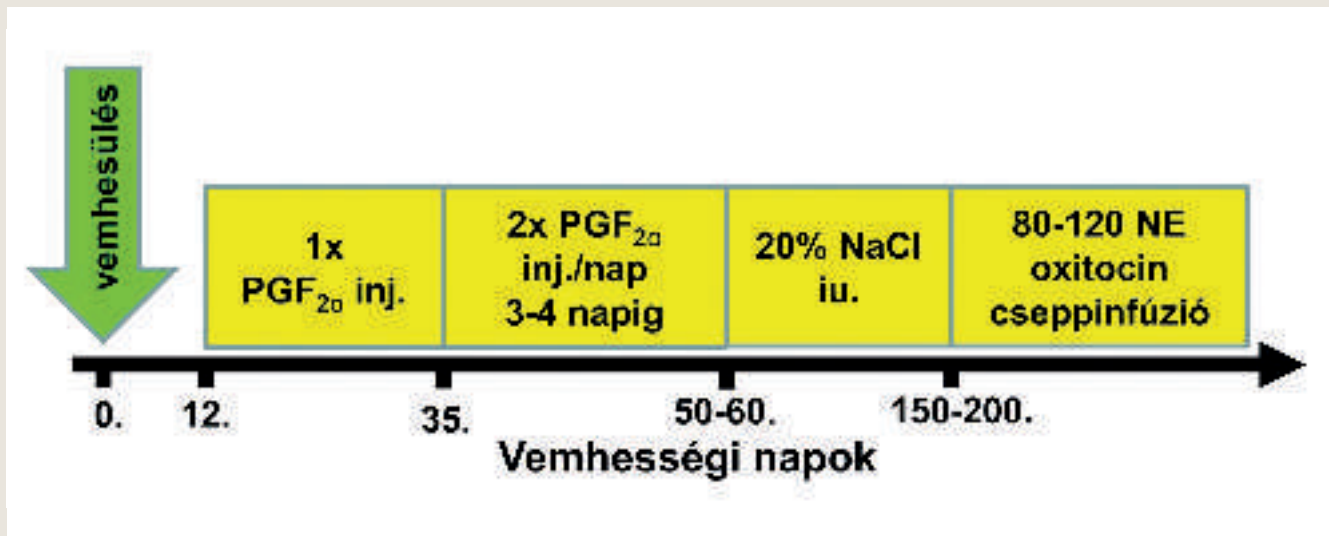 vemhesülés
1x
PGF₂α inj.
2x PGF₂α
inj./nap
3-4 napig
20% NaCl
iu.
80-120 NE
oxitocin
cseppinfúzió
0.
12.
35.
50-60.
150-200.
Vemhességi napok